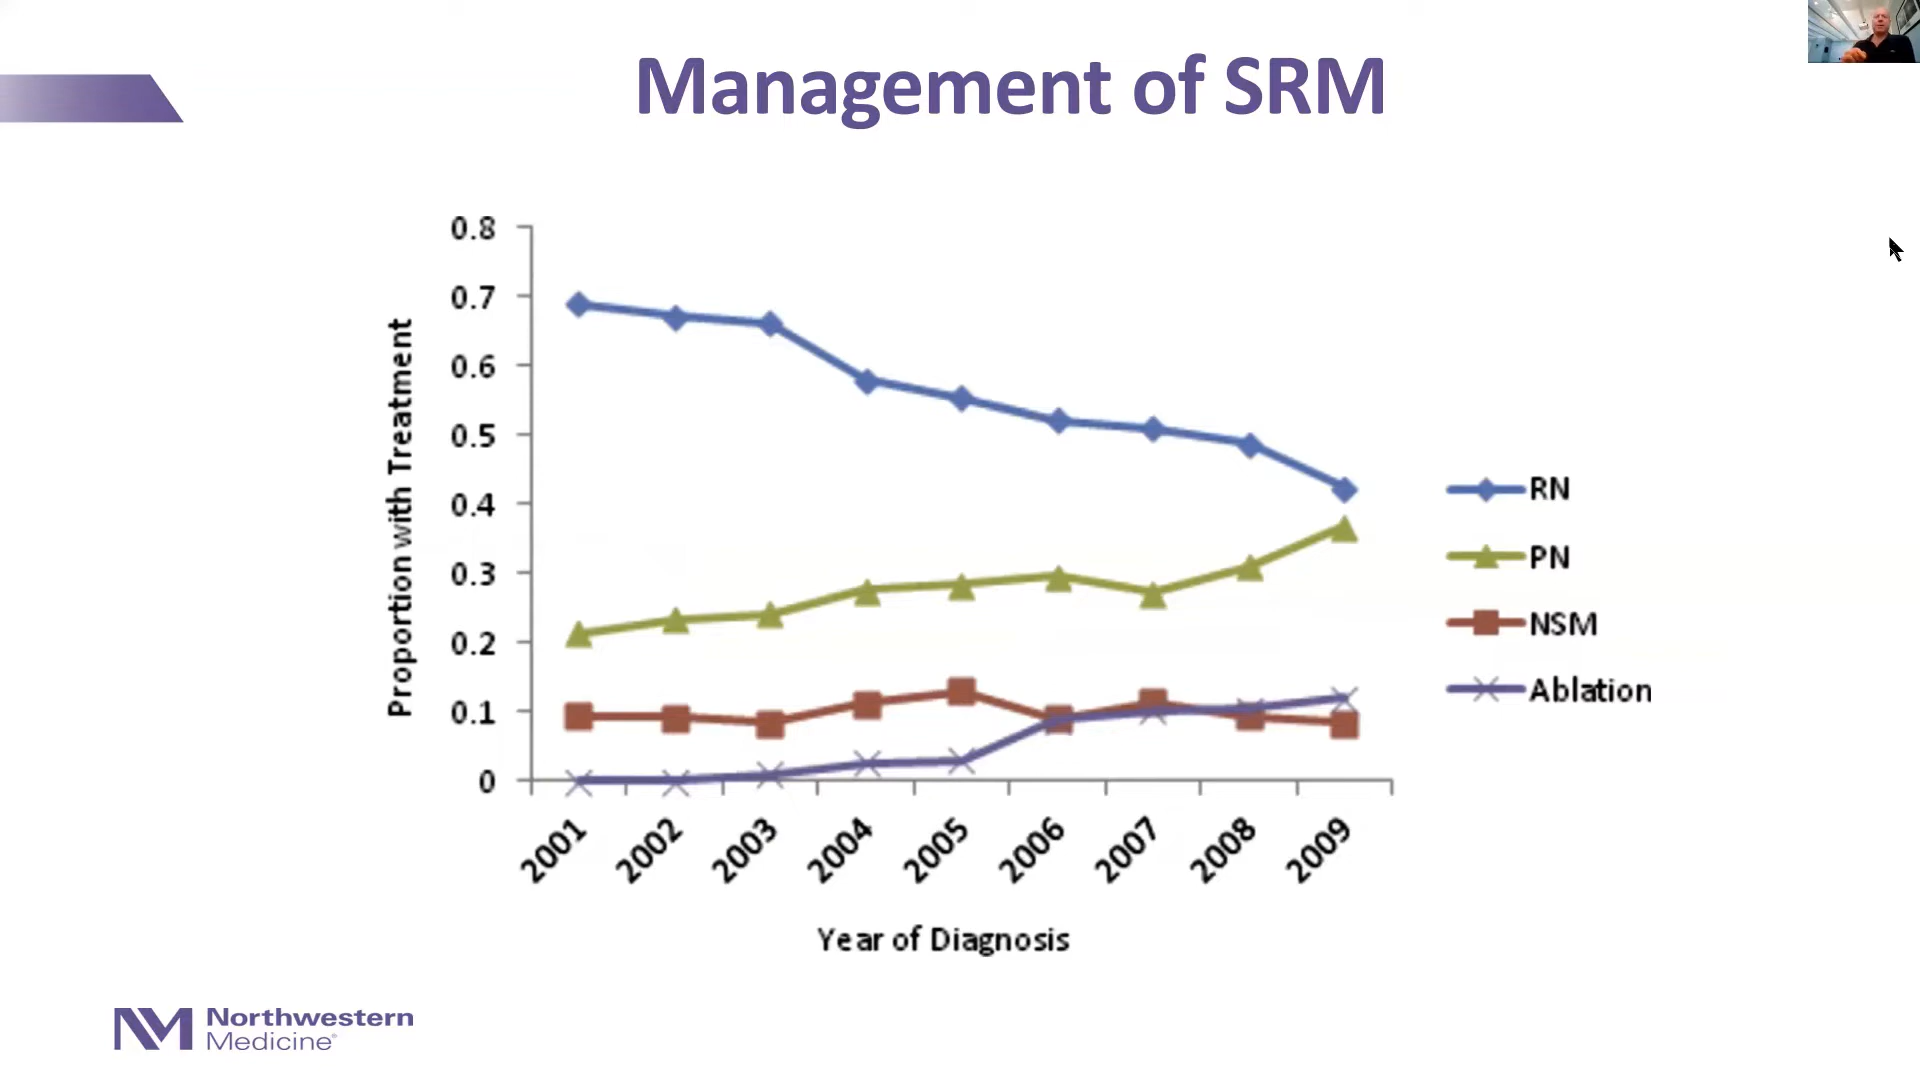 Management of SRM
Proportion with Treatment
0.8
0.7
0.6
0.5
0.4
0.3
0.2
0.1
0
2001
2002
2003
2004
2005
2006
2007
2008
2009
Year of Diagnosis
RN
PN
NSM
Ablation
Northwestern
Medicine®